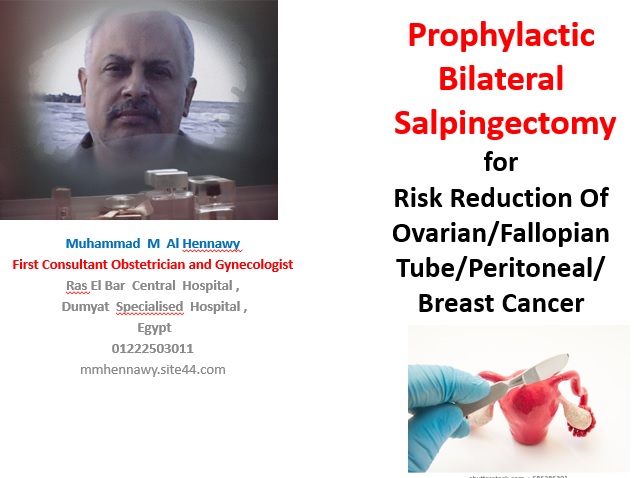 Prophylactic
Bilateral
Salpingectomy
for
Risk Reduction Of
Ovarian/Fallopian
Tube/Peritoneal/
Breast Cancer
Muhammad M Al Hennawy
First Consultant Obstetrician and Gynecologist
Ras El Bar Central Hospital ,
Dumyat Specialised Hospital ,
Egypt
01222503011
mmhennawy.site44.com